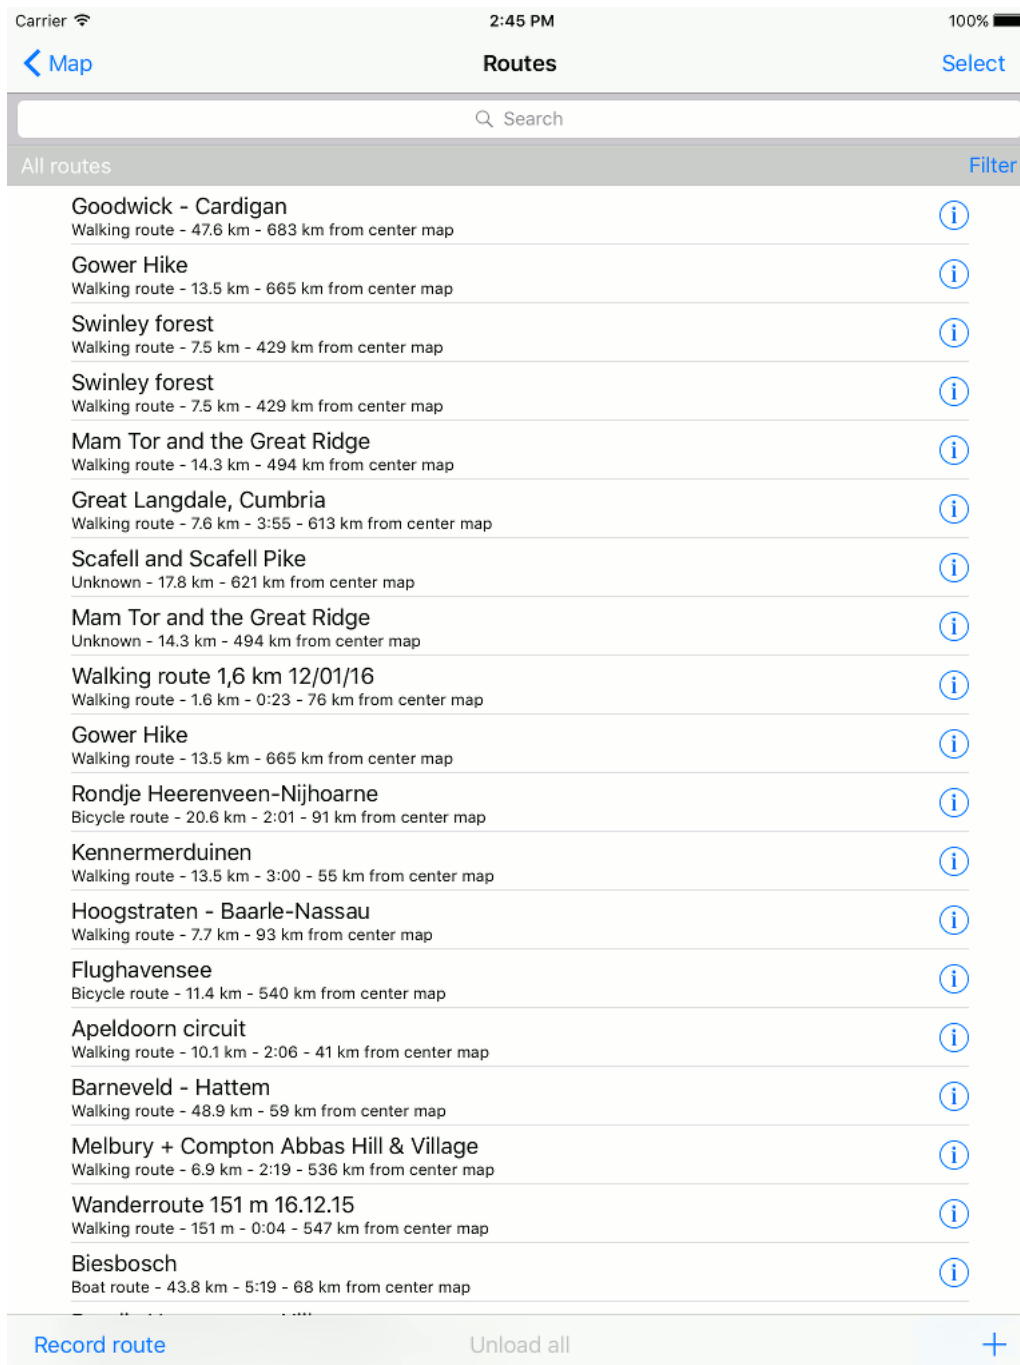 Carrier
2:45 PM
100%
Map
Routes
Select
Search
All routes
Filter
Goodwick - Cardigan
Walking route - 47.6 km - 683 km from center map
Gower Hike
Walking route - 13.5 km - 665 km from center map
Swinley forest
Walking route - 7.5 km - 429 km from center map
Swinley forest
Walking route - 7.5 km - 429 km from center map
Mam Tor and the Great Ridge
Walking route - 14.3 km - 494 km from center map
Great Langdale, Cumbria
Walking route - 7.6 km - 3:55 - 613 km from center map
Scafell and Scafell Pike
Unknown - 17.8 km - 621 km from center map
Mam Tor and the Great Ridge
Unknown - 14.3 km - 494 km from center map
Walking route 1,6 km 12/01/16
Walking route - 1.6 km - 0:23 - 76 km from center map
Gower Hike
Walking route - 13.5 km - 665 km from center map
Rondje Heerenveen-Nijhoarne
Bicycle route - 20.6 km - 2:01 - 91 km from center map
Kennermerduinen
Walking route - 13.5 km - 3:00 - 55 km from center map
Hoogstraten - Baarle-Nassau
Walking route - 7.7 km - 93 km from center map
Flughavensee
Bicycle route - 11.4 km - 540 km from center map
Apeldoorn circuit
Walking route - 10.1 km - 2:06 - 41 km from center map
Barneveld - Hattem
Walking route - 48.9 km - 59 km from center map
Melbury + Compton Abbas Hill & Village
Walking route - 6.9 km - 2:19 - 536 km from center map
Wanderroute 151 m 16.12.15
Walking route - 151 m - 0:04 - 547 km from center map
Biesbosch
Boat route - 43.8 km - 5:19 - 68 km from center map
Record route
Unload all